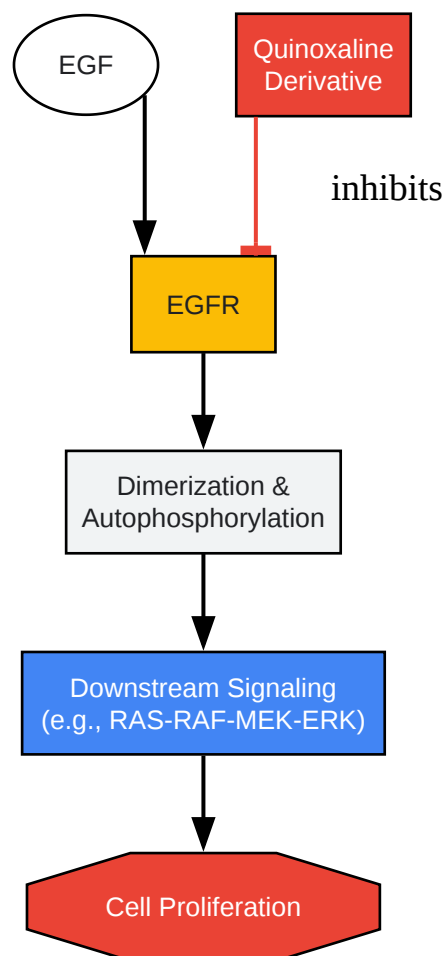 EGF
Quinoxaline
Derivative
inhibits
EGFR
Dimerization &
Autophosphorylation
Downstream Signaling
(e.g., RAS-RAF-MEK-ERK)
Cell Proliferation